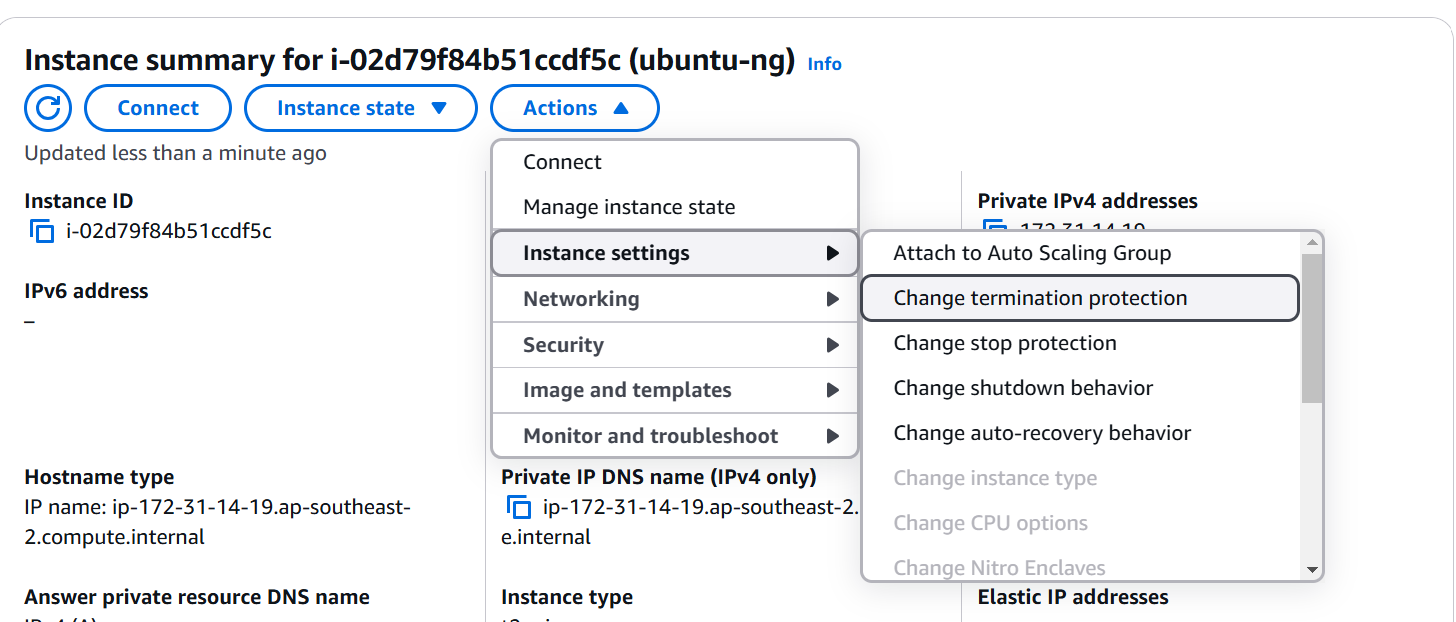 Instance summary for i-02d79f84b51ccdf5c (ubuntu-ng) Info
Connect
Instance state
Actions
Updated less than a minute ago
Connect
Manage instance state
Instance settings
Networking
Security
Image and templates
Monitor and troubleshoot
Attach to Auto Scaling Group
Change termination protection
Change stop protection
Change shutdown behavior
Change auto-recovery behavior
Change instance type
Change CPU options
Change Nitro Enclaves
Instance ID
i-02d79f84b51ccdf5c
Private IPv4 addresses
172.31.14.19
IPv6 address
–
Hostname type
IP name: ip-172-31-14-19.ap-southeast-
2.compute.internal
Private IP DNS name (IPv4 only)
ip-172-31-14-19.ap-southeast-2.
e.internal
Answer private resource DNS name
Instance type
Elastic IP addresses